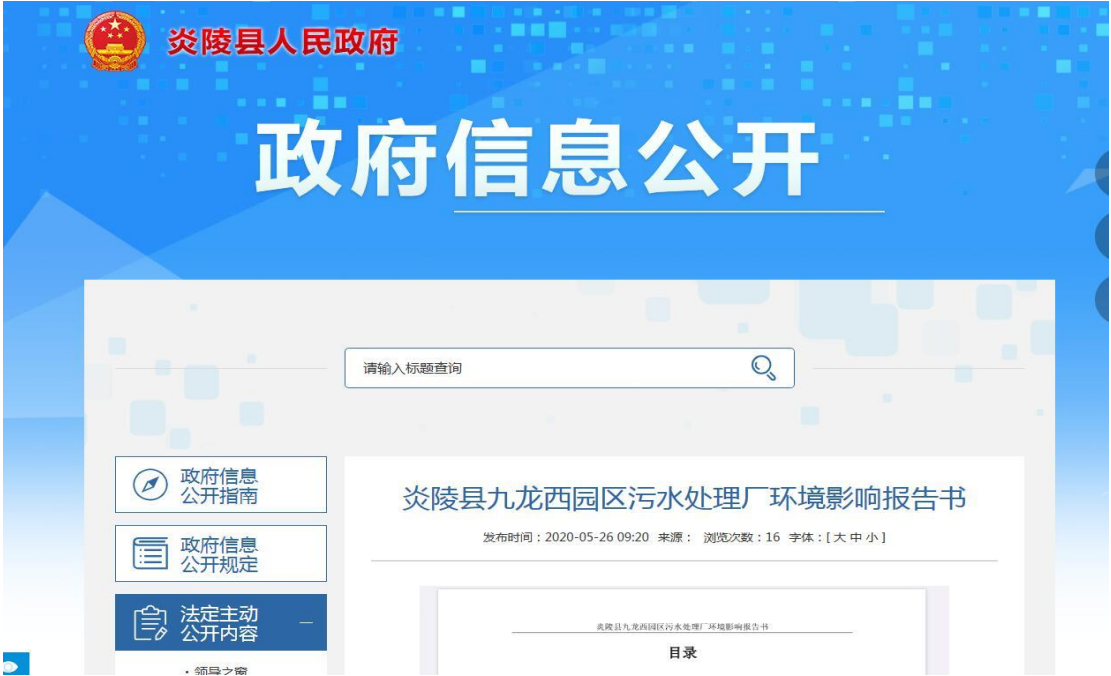 炎陵县人民政府
政府信息公开
请输入标题查询
政府信息
公开指南
政府信息
公开规定
法定主动
公开内容
· 领导之窗
炎陵县九龙西园区污水处理厂环境影响报告书
发布时间：2020-05-26 09:20 来源： 浏览次数：16 字体：[ 大 中 小 ]
炎陵县九龙西园区污水处理厂环境影响报告书
目录